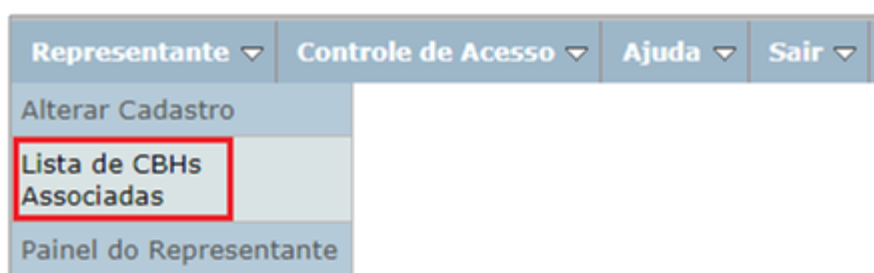 Representante Controle de Acesso Ajuda Sair
Alterar Cadastro
Lista de CBHs
Associadas
Painel do Representante